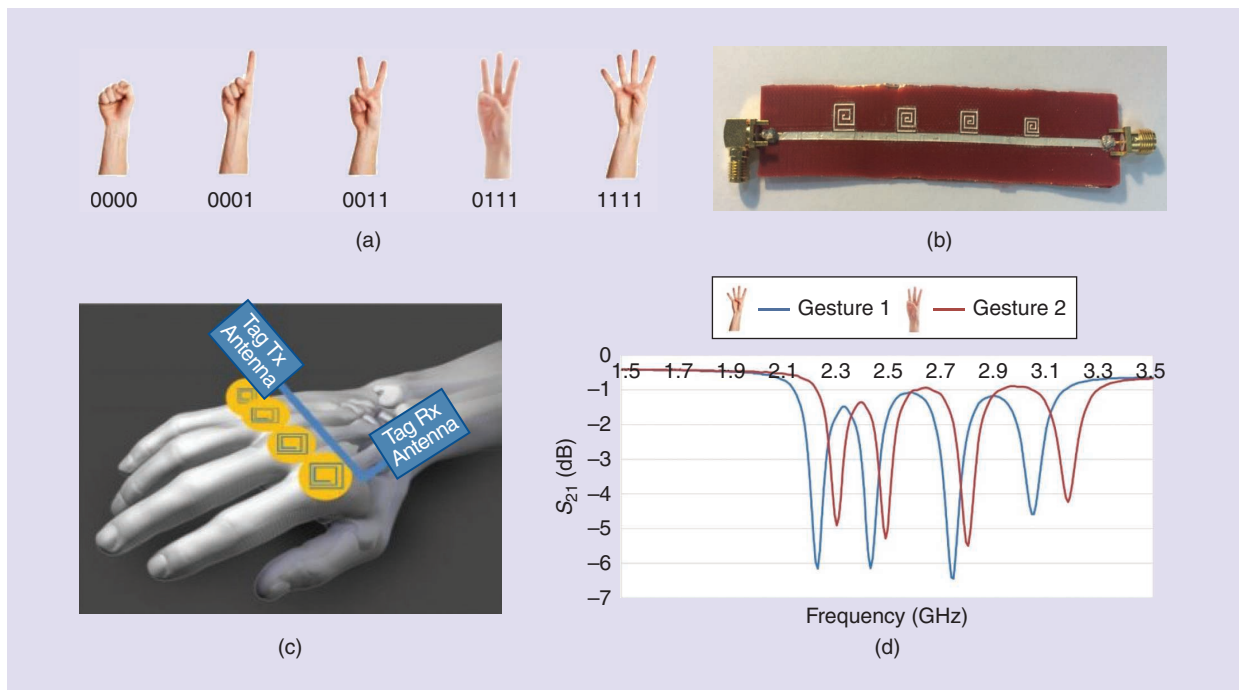 0000 0001 0011 0111 1111
(a)
(b)
Tag Tx
Antenna
Tag Rx
Antenna
(c)
Gesture 1 Gesture 2
0
–1
–2
–3
–4
–5
–6
–7
1.5 1.7 1.9 2.1 2.3 2.5 2.7 2.9 3.1 3.3 3.5
S21 (dB)
Frequency (GHz)
(d)